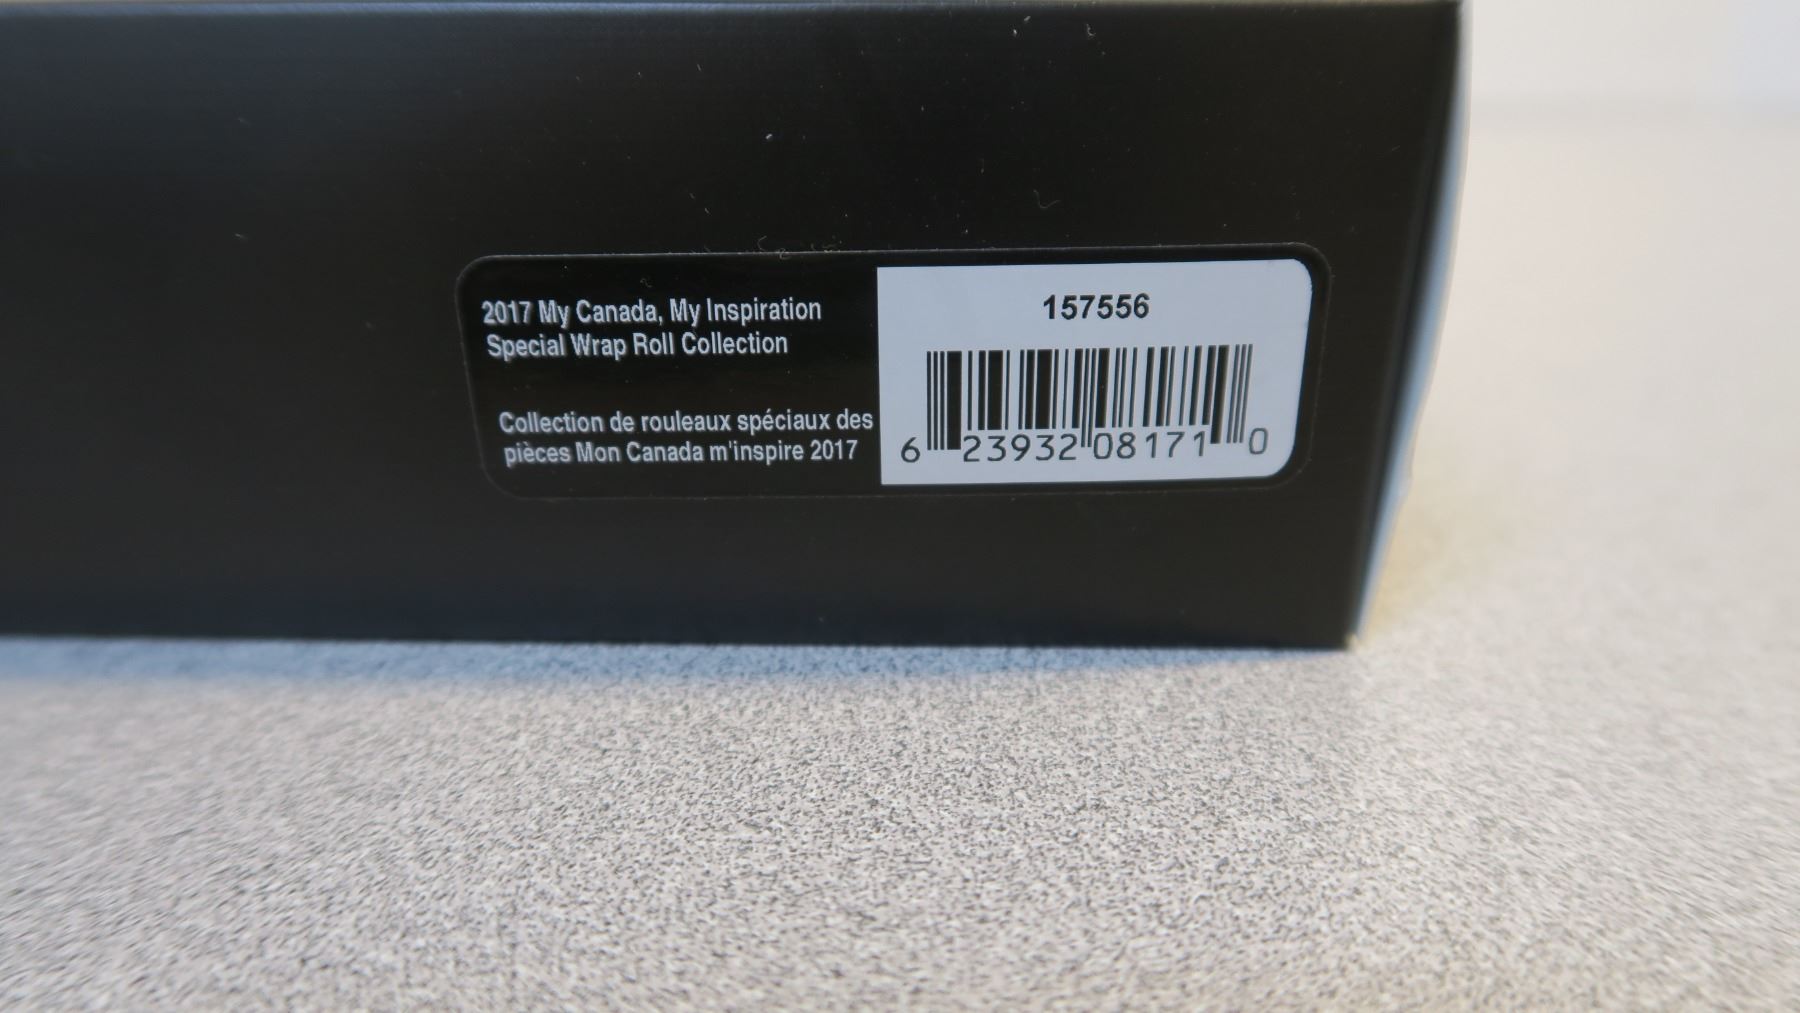 2017 My Canada, My Inspiration
Special Wrap Roll Collection
Collection de rouleaux spéciaux des
pièces Mon Canada m'inspire 2017
157556
6 23932 08171 0